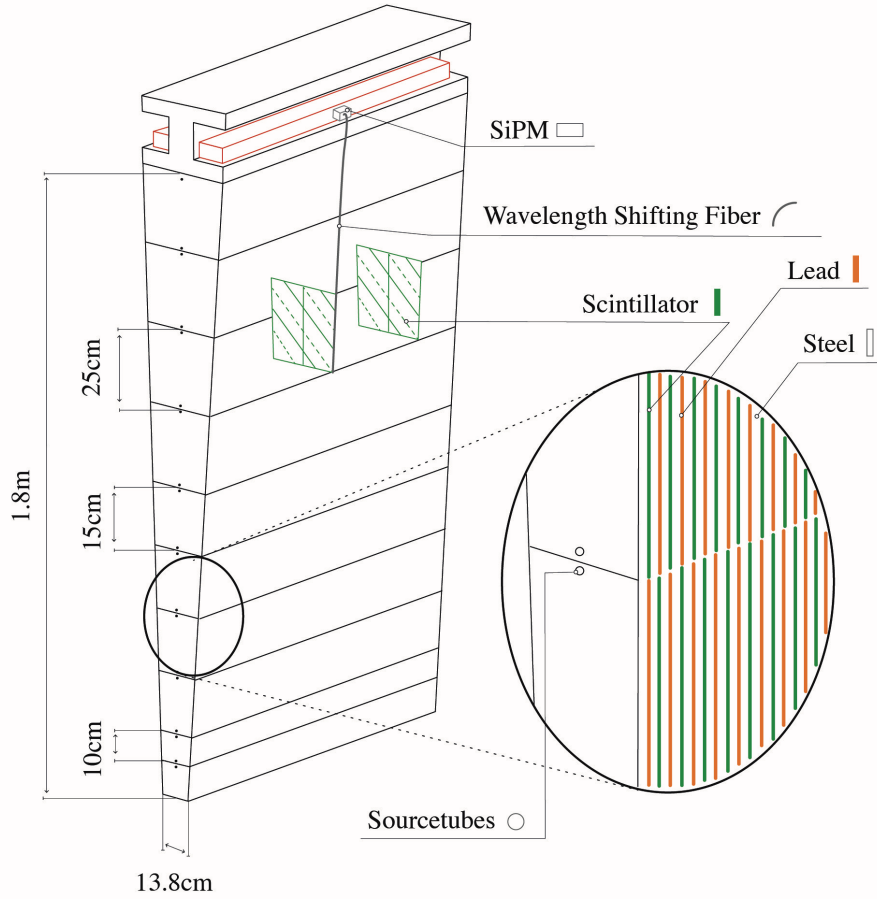 SiPM
Wavelength Shifting Fiber
Lead
Scintillator
Steel
25cm
1.8m
15cm
10cm
Sourcetubes
13.8cm